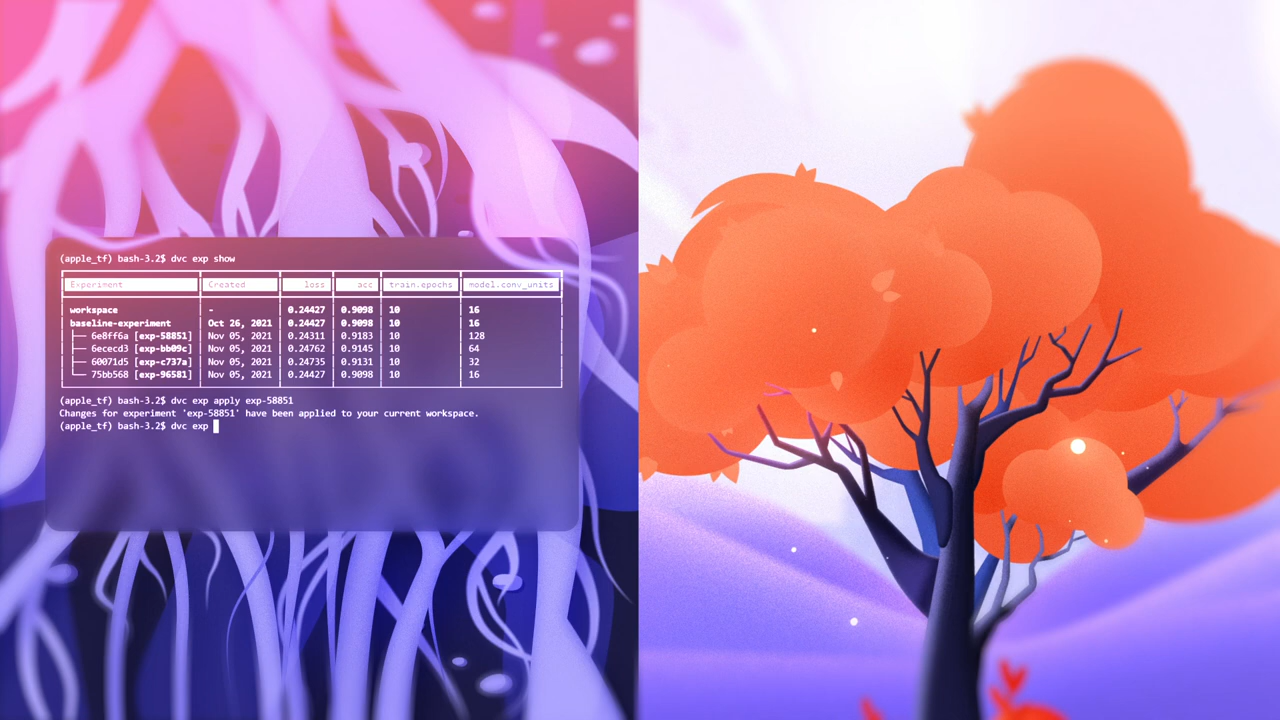 (apple_tf) bash-3.2$ dvc exp show
Experiment Created loss acc train.epochs model.conv_units
workspace - 0.24427 0.9098 10 16
baseline-experiment Oct 26, 2021 0.24427 0.9098 10 16
├── 6e8ff6a [exp-58851] Nov 05, 2021 0.24311 0.9183 10 128
├── 6ececd3 [exp-bb09c] Nov 05, 2021 0.24762 0.9145 10 64
├── 60071d5 [exp-c737a] Nov 05, 2021 0.24735 0.9131 10 32
└── 75bb568 [exp-96581] Nov 05, 2021 0.24427 0.9098 10 16
(apple_tf) bash-3.2$ dvc exp apply exp-58851
Changes for experiment 'exp-58851' have been applied to your current workspace.
(apple_tf) bash-3.2$ dvc exp